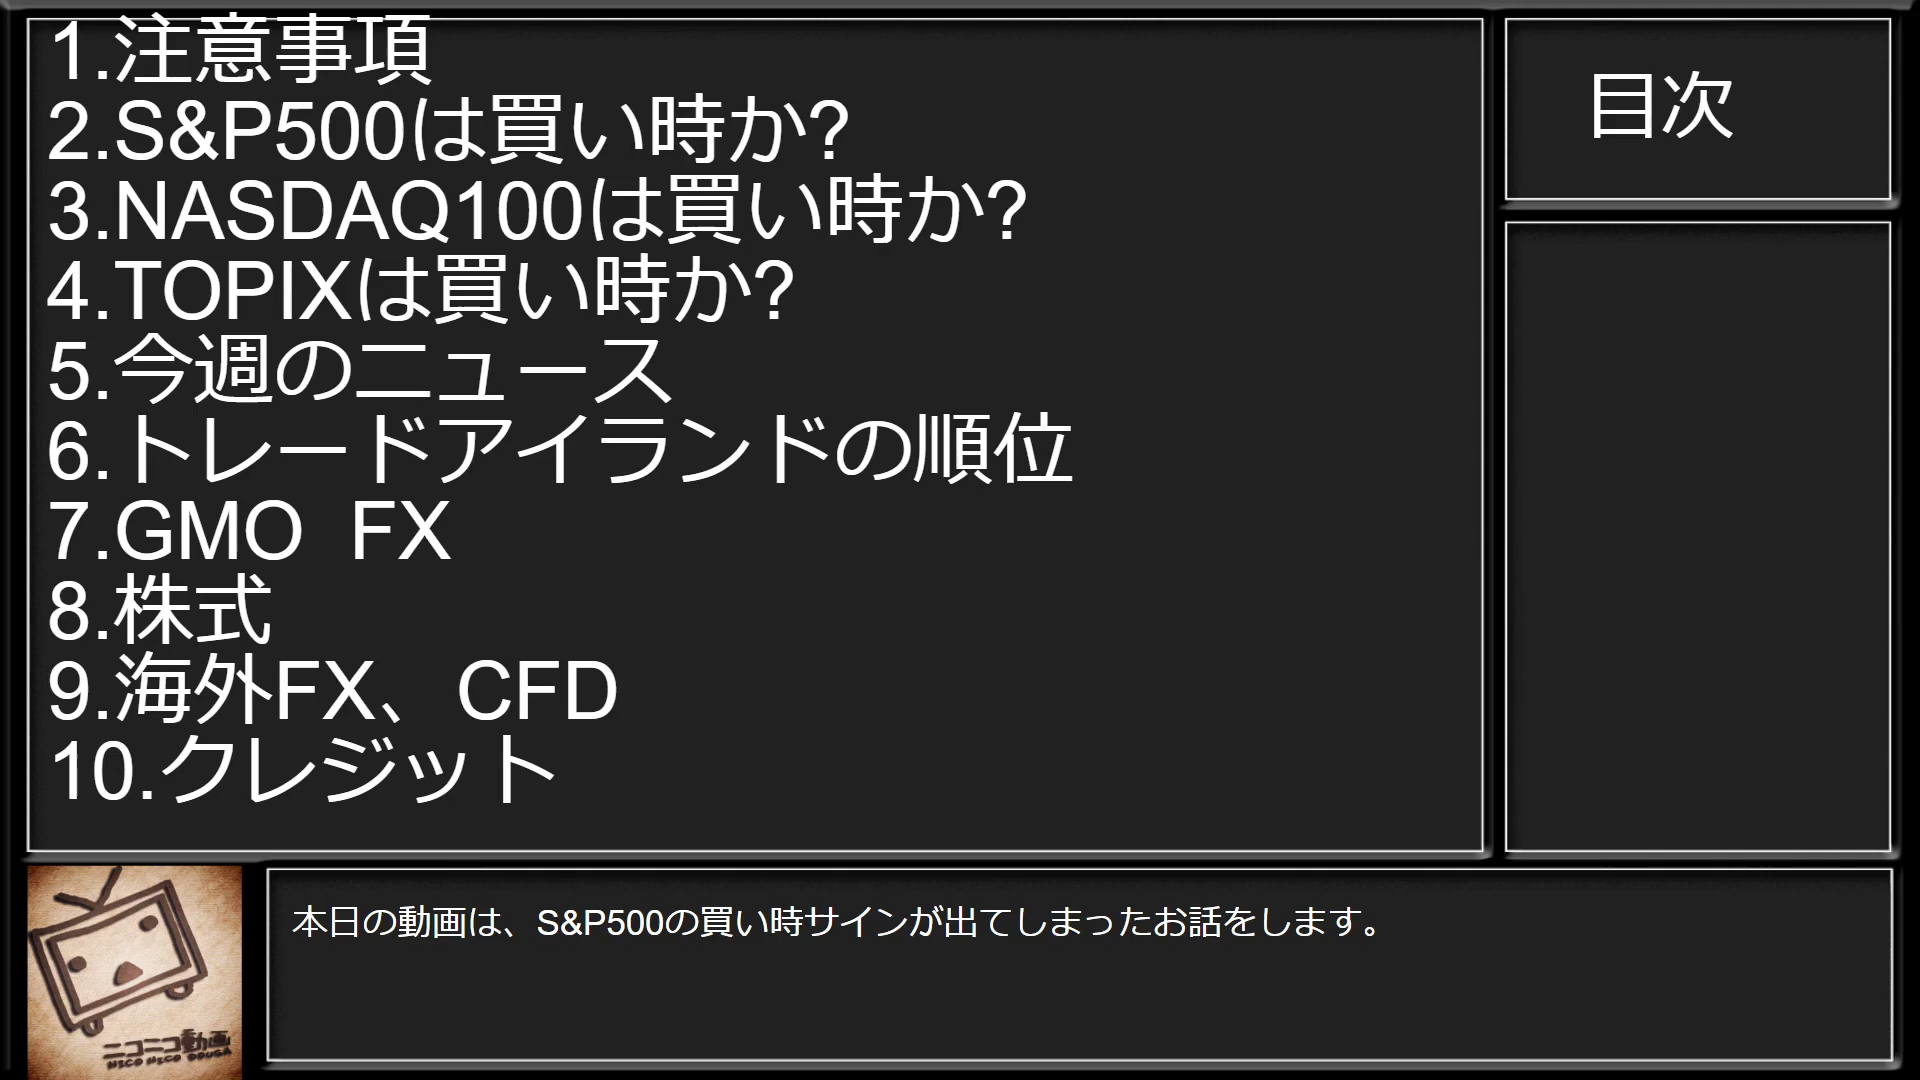 1.注意事項
2.S&P500は買い時か?
3.NASDAQ100は買い時か?
4.TOPIXは買い時か?
5.今週のニュース
6.トレードアイランドの順位
7.GMO FX
8.株式
9.海外FX、CFD
10.クレジット
目次
本日の動画は、S&P500の買い時サインが出てしまったお話をします。
ニコニコ動画
NICO NICO DOUGA